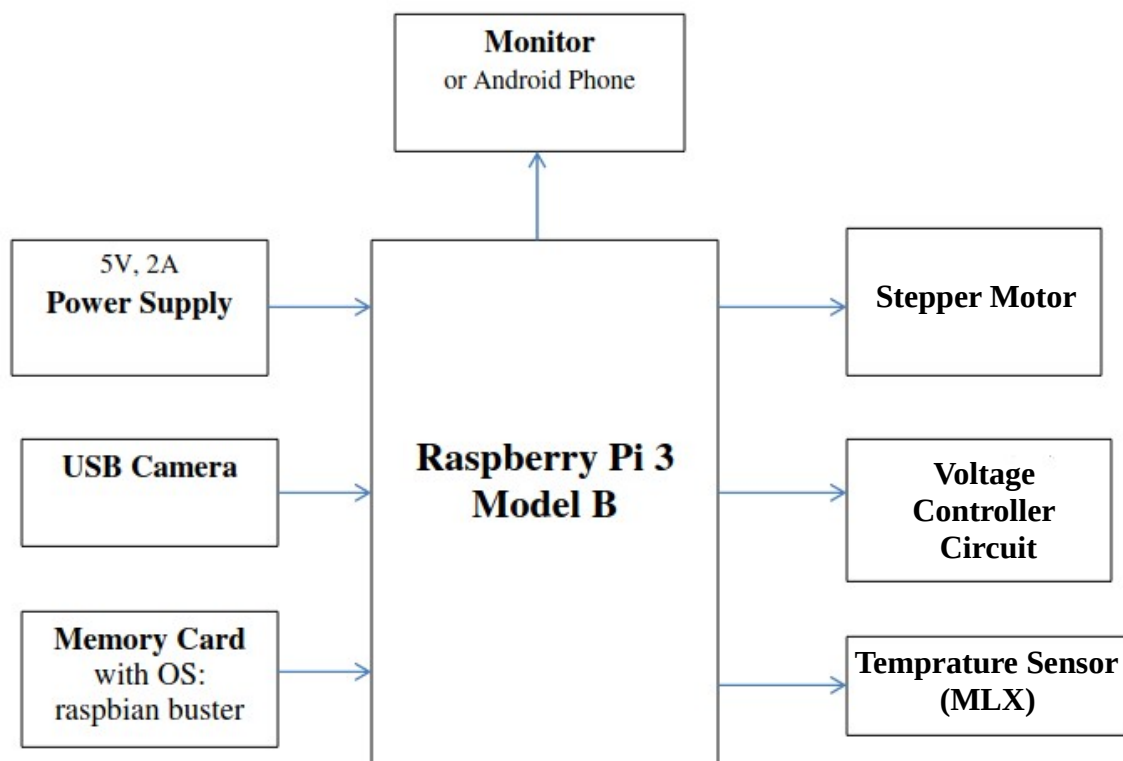 Monitor
or Android Phone
5V, 2A
Power Supply
Stepper Motor
USB Camera
Raspberry Pi 3
Model B
Voltage
Controller
Circuit
Memory Card
with OS:
raspbian buster
Temprature Sensor
(MLX)